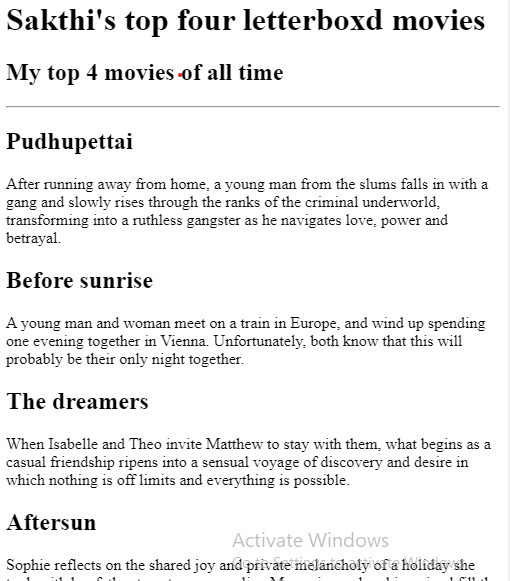 Sakthi's top four letterboxd movies
My top 4 movies of all time
Pudhupettai
After running away from home, a young man from the slums falls in with a
gang and slowly rises through the ranks of the criminal underworld,
transforming into a ruthless gangster as he navigates love, power and
betrayal.
Before sunrise
A young man and woman meet on a train in Europe, and wind up spending
one evening together in Vienna. Unfortunately, both know that this will
probably be their only night together.
The dreamers
When Isabelle and Theo invite Matthew to stay with them, what begins as a
casual friendship ripens into a sensual voyage of discovery and desire in
which nothing is off limits and everything is possible.
Aftersun
Activate Windows
Sophie reflects on the shared joy and private melancholy of a holiday she
Go to Settings to activate Windows.